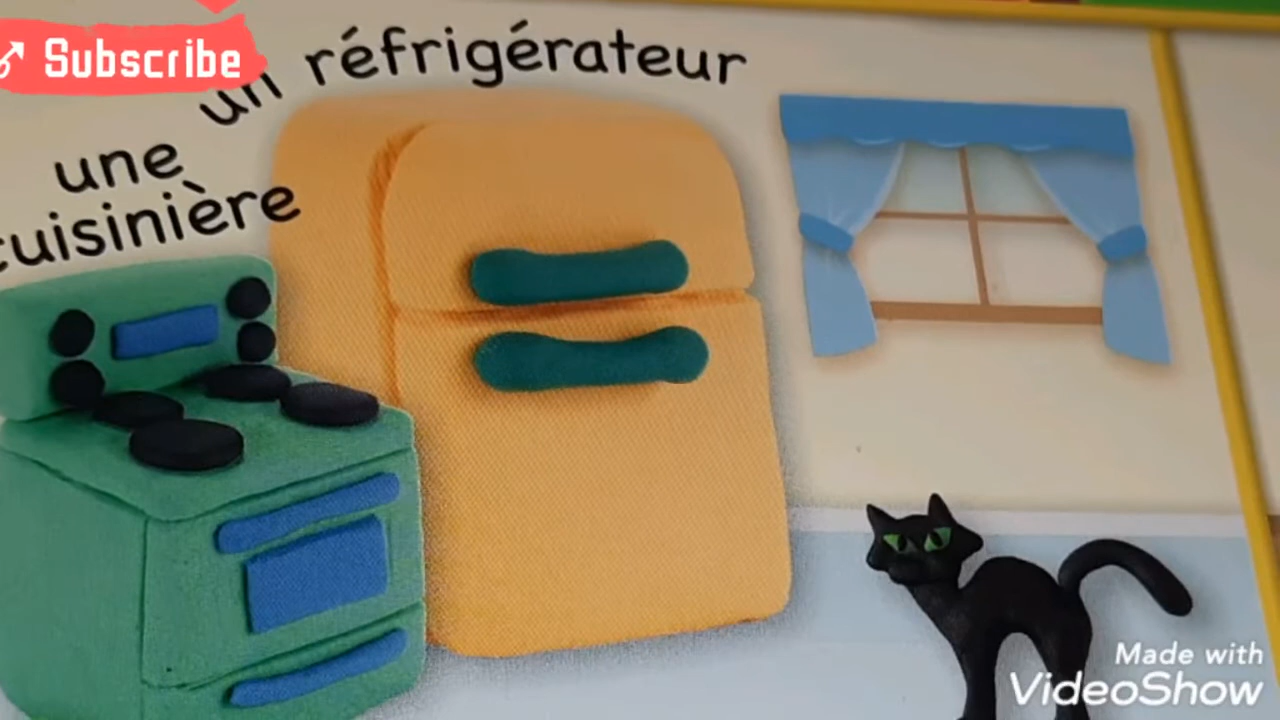 Subscribe
un réfrigérateur
une
cuisinière
Made with
VideoShow